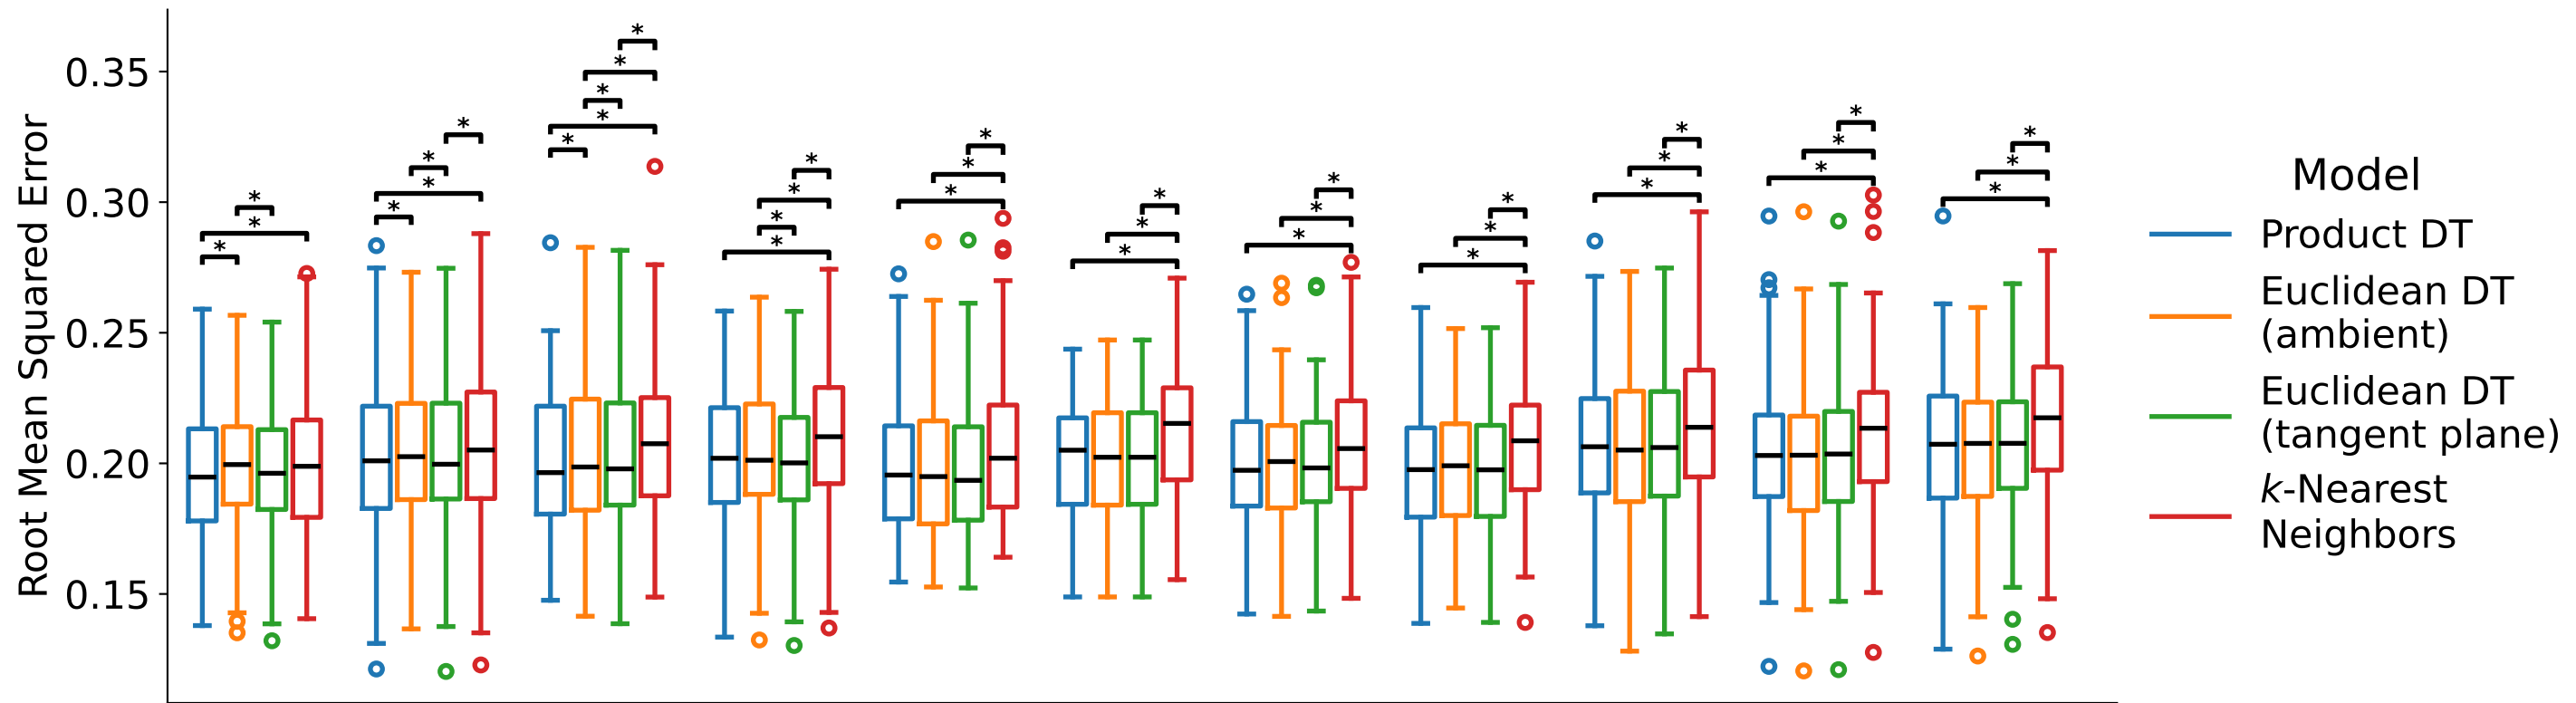 Root Mean Squared Error
0.35
0.30
0.25
0.20
0.15
* * *
* * * *
* * * * *
* * * *
* * *
* * *
* * *
* * *
* * *
* * *
* * *
Model
Product DT
Euclidean DT
(ambient)
Euclidean DT
(tangent plane)
k-Nearest
Neighbors